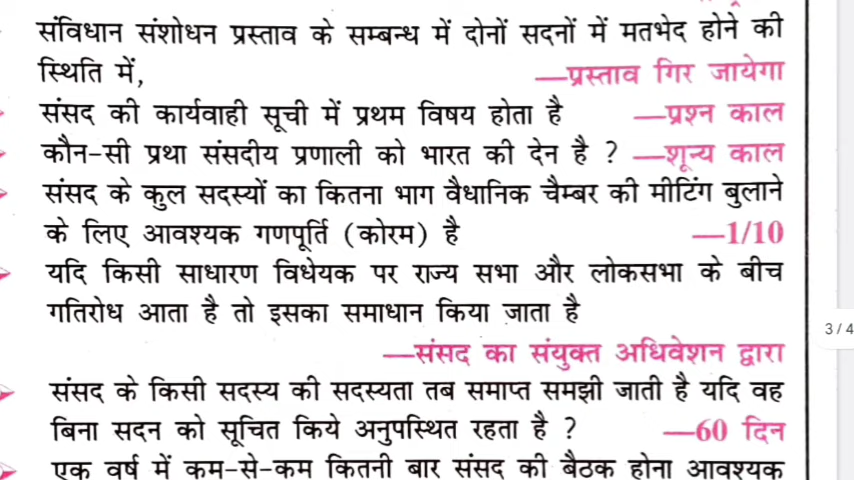 संविधान संशोधन प्रस्ताव के सम्बन्ध में दोनों सदनों में मतभेद होने की
स्थिति में, —प्रस्ताव गिर जायेगा
संसद की कार्यवाही सूची में प्रथम विषय होता है —प्रश्न काल
कौन-सी प्रथा संसदीय प्रणाली को भारत की देन है ? —शून्य काल
संसद के कुल सदस्यों का कितना भाग वैधानिक चैम्बर की मीटिंग बुलाने
के लिए आवश्यक गणपूर्ति (कोरम) है —1/10
यदि किसी साधारण विधेयक पर राज्य सभा और लोकसभा के बीच
गतिरोध आता है तो इसका समाधान किया जाता है
3 / 4
—संसद का संयुक्त अधिवेशन द्वारा
संसद के किसी सदस्य की सदस्यता तब समाप्त समझी जाती है यदि वह
बिना सदन को सूचित किये अनुपस्थित रहता है ? —60 दिन
एक वर्ष में कम-से-कम कितनी बार संसद की बैठक होना आवश्यक